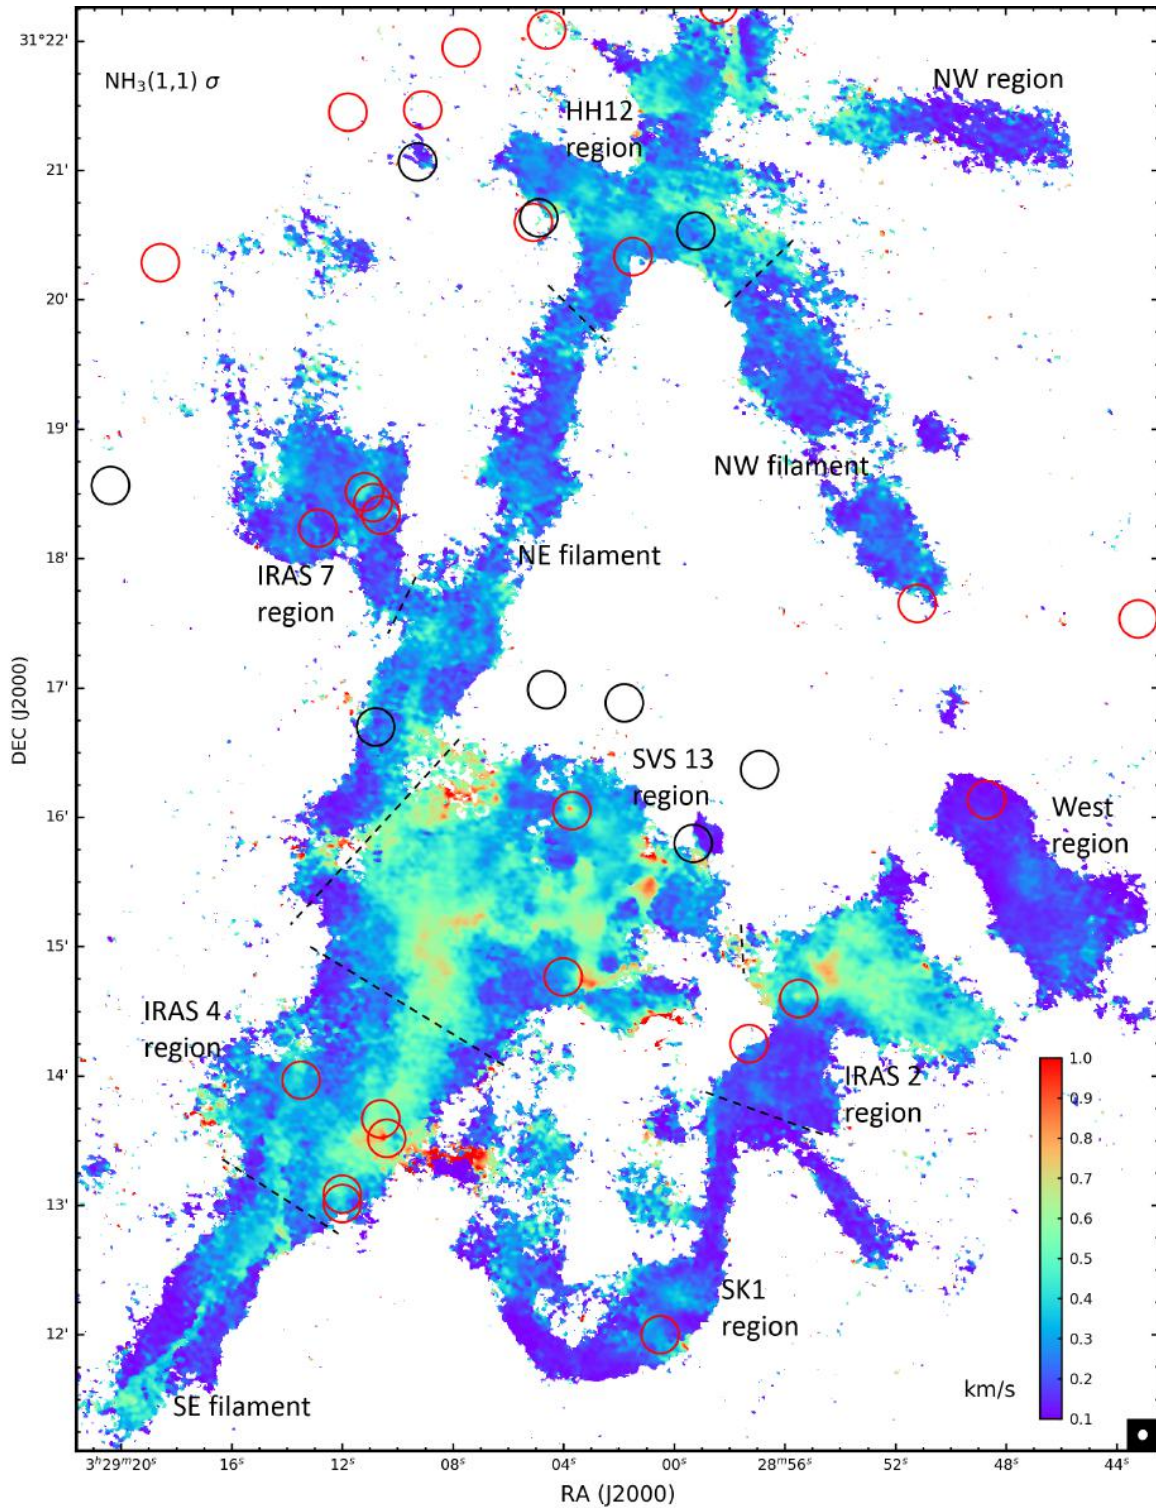 31°22'
NH₃(1,1) σ
NW region
HH12
region
21'
20'
19'
NW filament
18'
NE filament
IRAS 7
region
17'
DEC (J2000)
SVS 13
region
16'
West
region
15'
IRAS 4
region
14'
IRAS 2
region
1.0
0.9
0.8
0.7
0.6
0.5
0.4
0.3
0.2
0.1
13'
SK1
region
12'
km/s
SE filament
3ʰ29ᵐ20ˢ 16ˢ 12ˢ 08ˢ 04ˢ 00ˢ 28ᵐ56ˢ 52ˢ 48ˢ 44ˢ
RA (J2000)